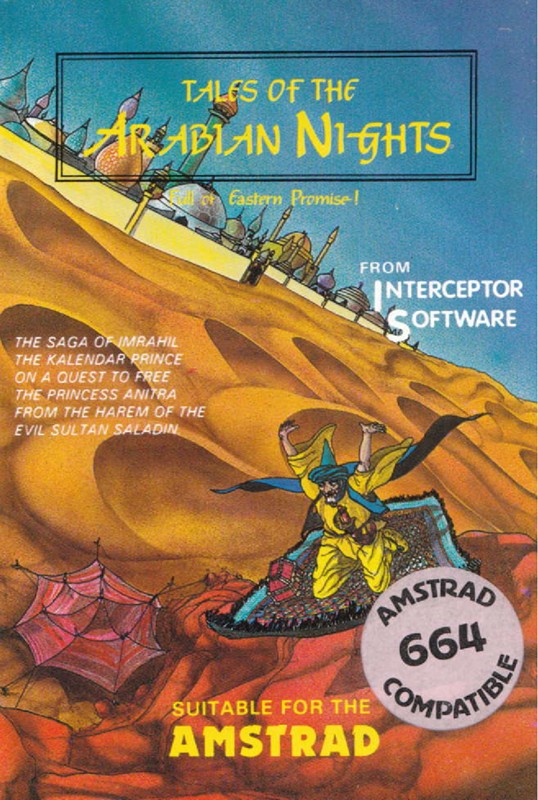 TALES OF THE
ARABIAN NIGHTS
Full of Eastern Promise!
FROM
INTERCEPTOR
SOFTWARE
THE SAGA OF IMRAHIL
THE KALENDAR PRINCE
ON A QUEST TO FREE
THE PRINCESS ANITRA
FROM THE HAREM OF THE
EVIL SULTAN SALADIN.
AMSTRAD
664
COMPATIBLE
SUITABLE FOR THE
AMSTRAD